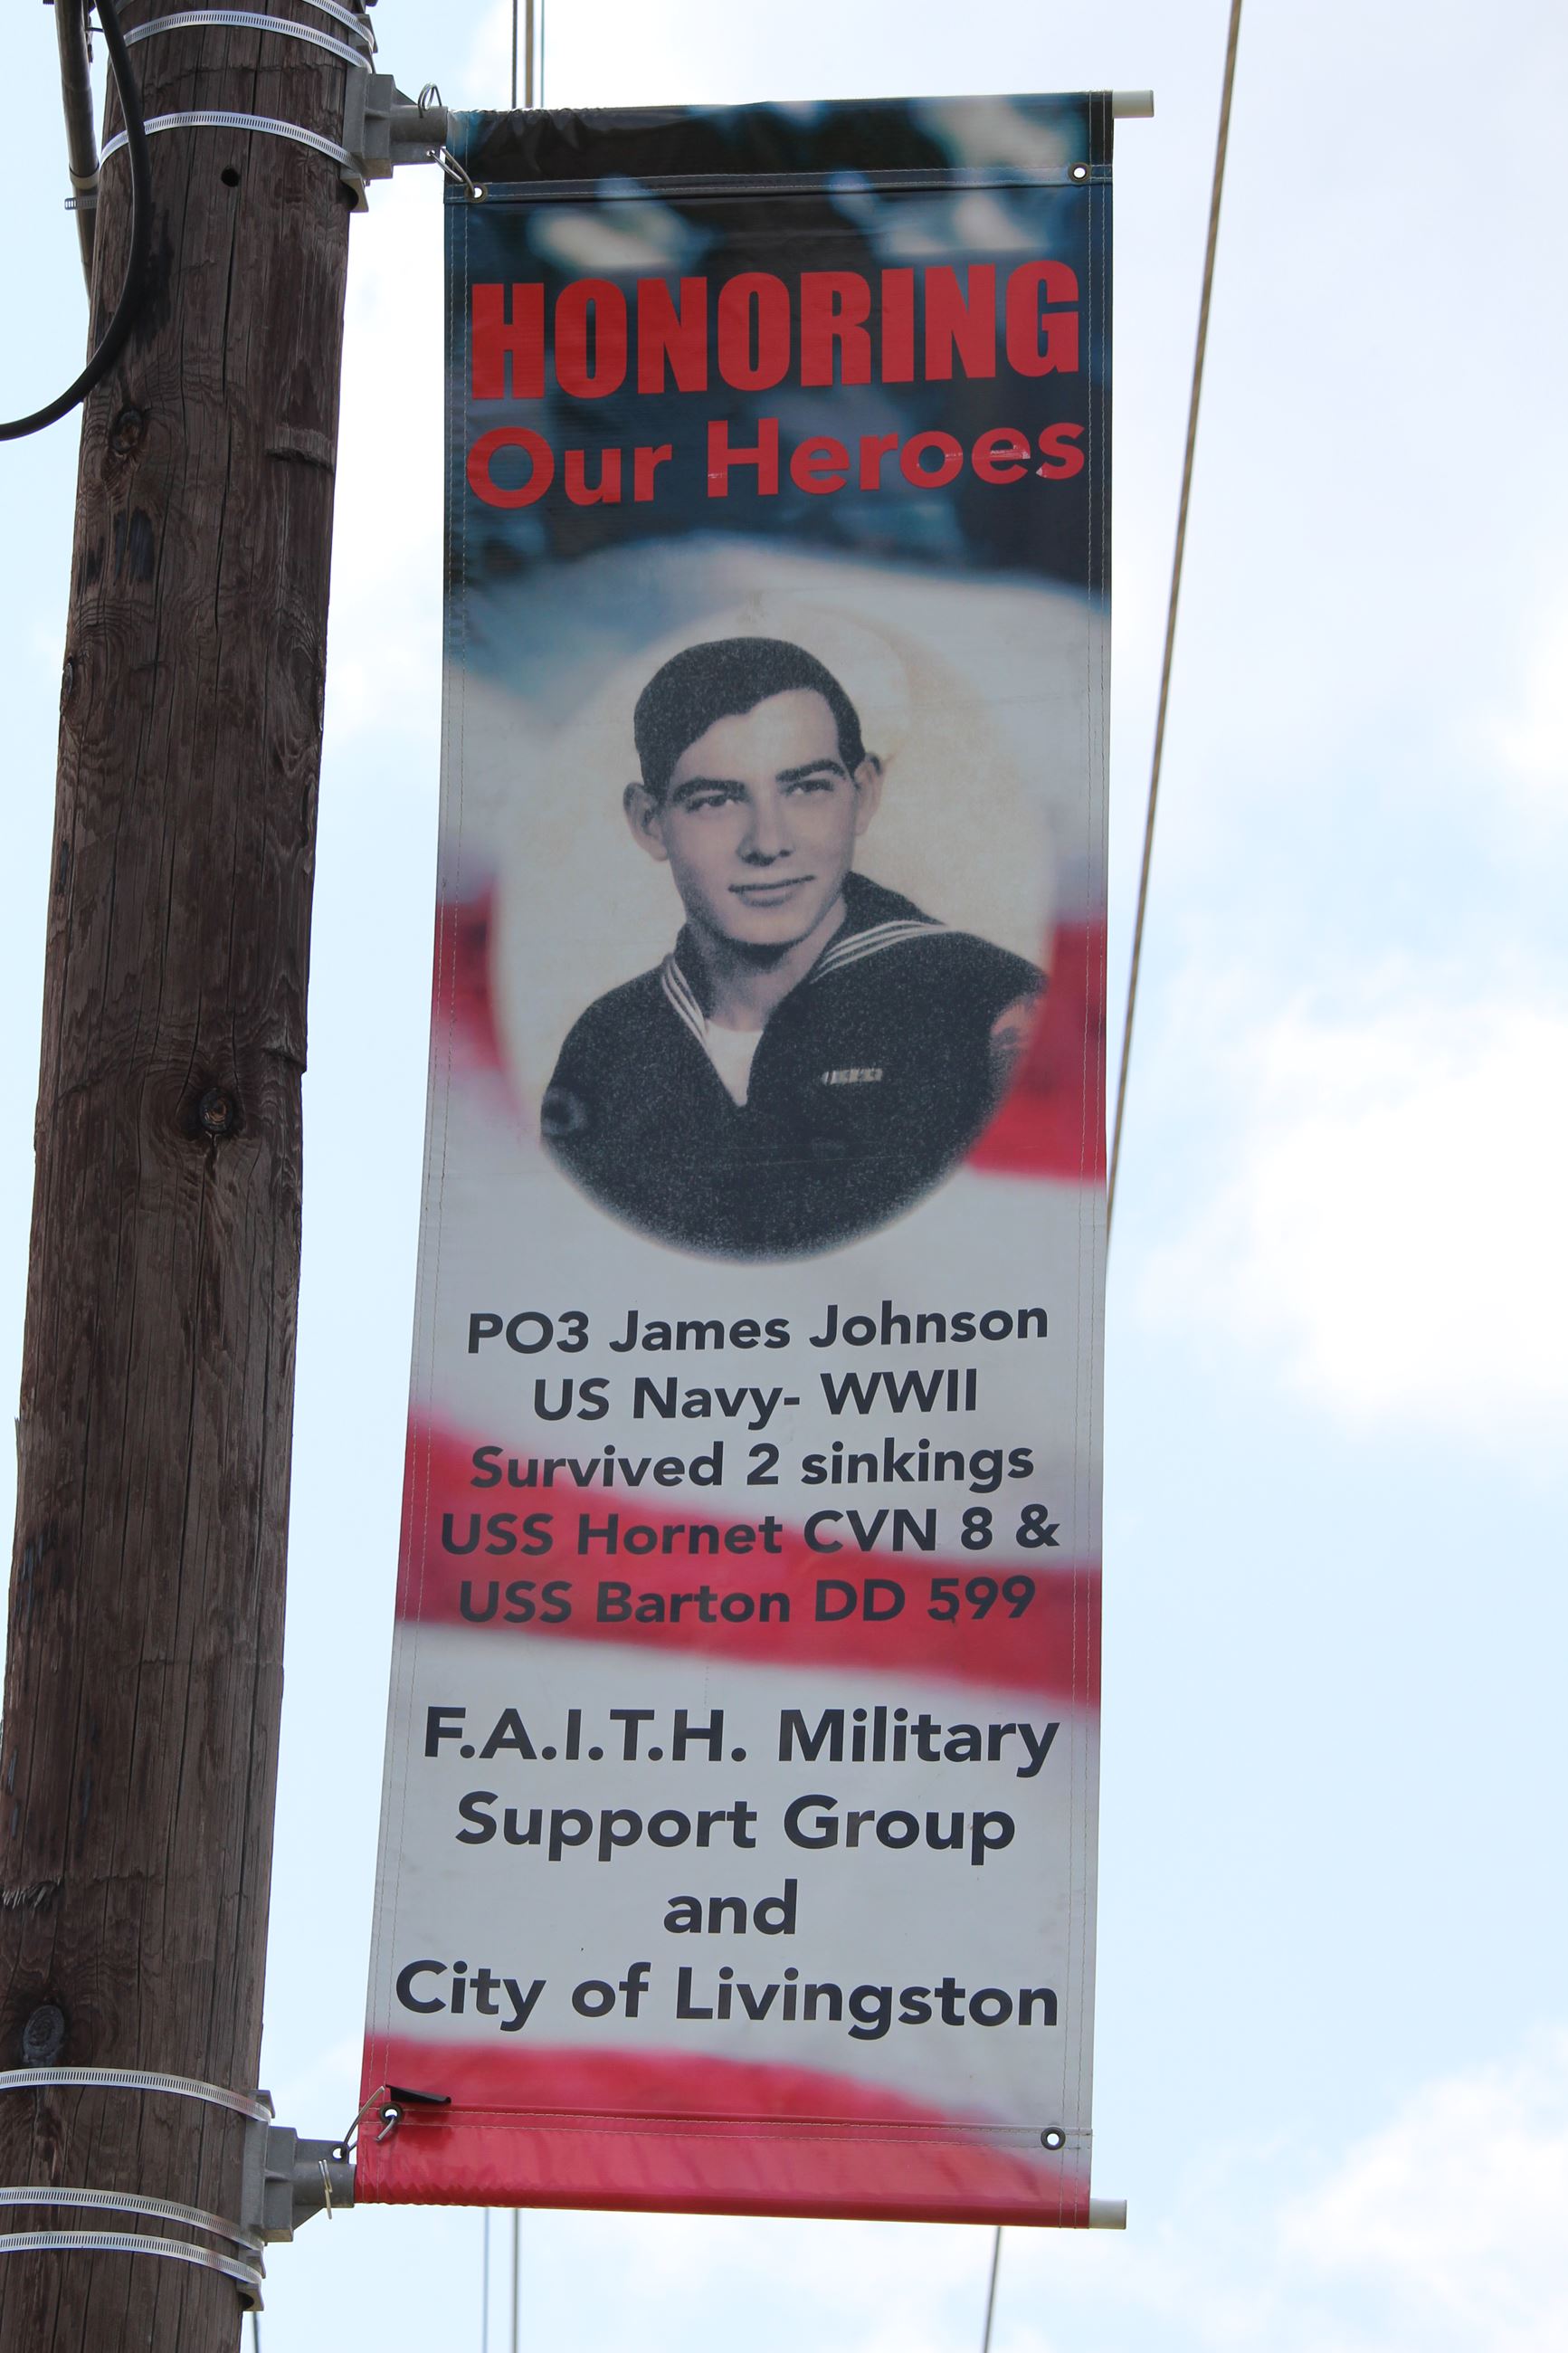 HONORING
Our Heroes
PO3 James Johnson
US Navy- WWII
Survived 2 sinkings
USS Hornet CVN 8 &
USS Barton DD 599
F.A.I.T.H. Military
Support Group
and
City of Livingston